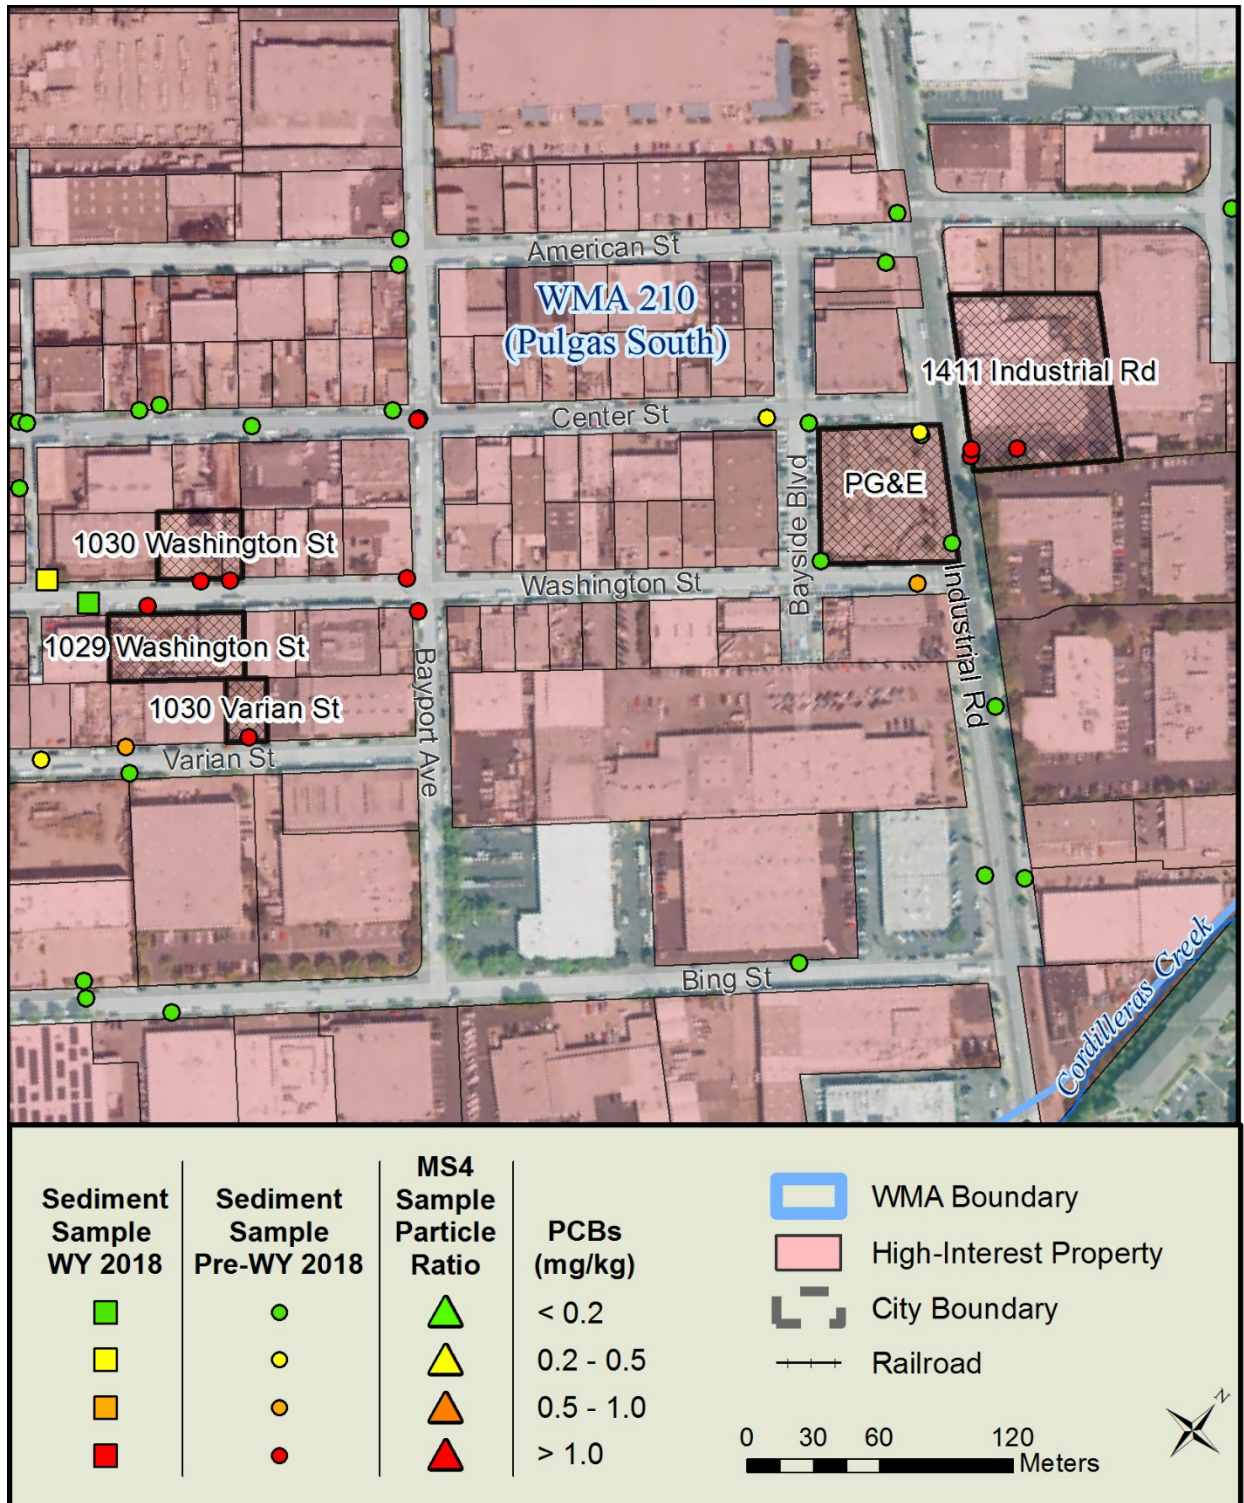 American St
WMA 210
(Pulgas South)
1411 Industrial Rd
Center St
PG&E
Bayside Blvd
1030 Washington St
Washington St
Industrial Rd
1029 Washington St
Bayport Ave
1030 Varian St
Varian St
Bing St
Cordilleras Creek
Sediment
Sample
WY 2018
Sediment
Sample
Pre-WY 2018
MS4
Sample
Particle
Ratio
PCBs
(mg/kg)
< 0.2
0.2 - 0.5
0.5 - 1.0
> 1.0
WMA Boundary
High-Interest Property
City Boundary
Railroad
0 30 60 120
Meters
N